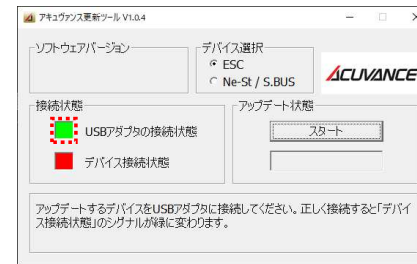 アキュヴァンス更新ツール V1.0.4
ソフトウェアバージョン
デバイス選択
ESC
Ne-St / S.BUS
ACUVANCE
接続状態
USBアダプタの接続状態
デバイス接続状態
アップデート状態
スタート
アップデートするデバイスをUSBアダプタに接続してください。正しく接続すると「デバイ
ス接続状態」のシグナルが緑に変わります。